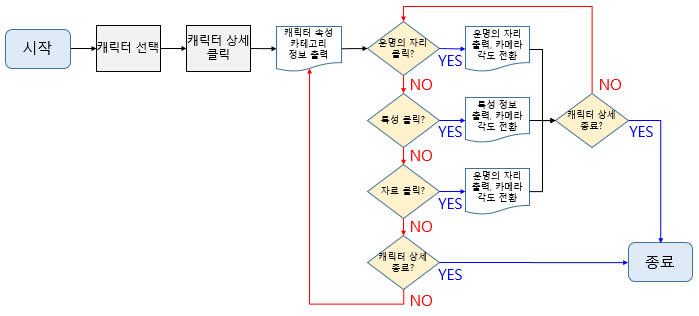 시작
캐릭터 선택
캐릭터 상세
클릭
캐릭터 속성
카테고리
정보 출력
운명의 자리
클릭?
YES
운명의 자리
출력, 카메라
각도 전환
NO
특성 클릭?
YES
특성 정보
출력, 카메라
각도 전환
NO
자료 클릭?
YES
운명의 자리
출력, 카메라
각도 전환
NO
캐릭터 상세
종료?
YES
NO
캐릭터 상세
종료?
NO
YES
종료